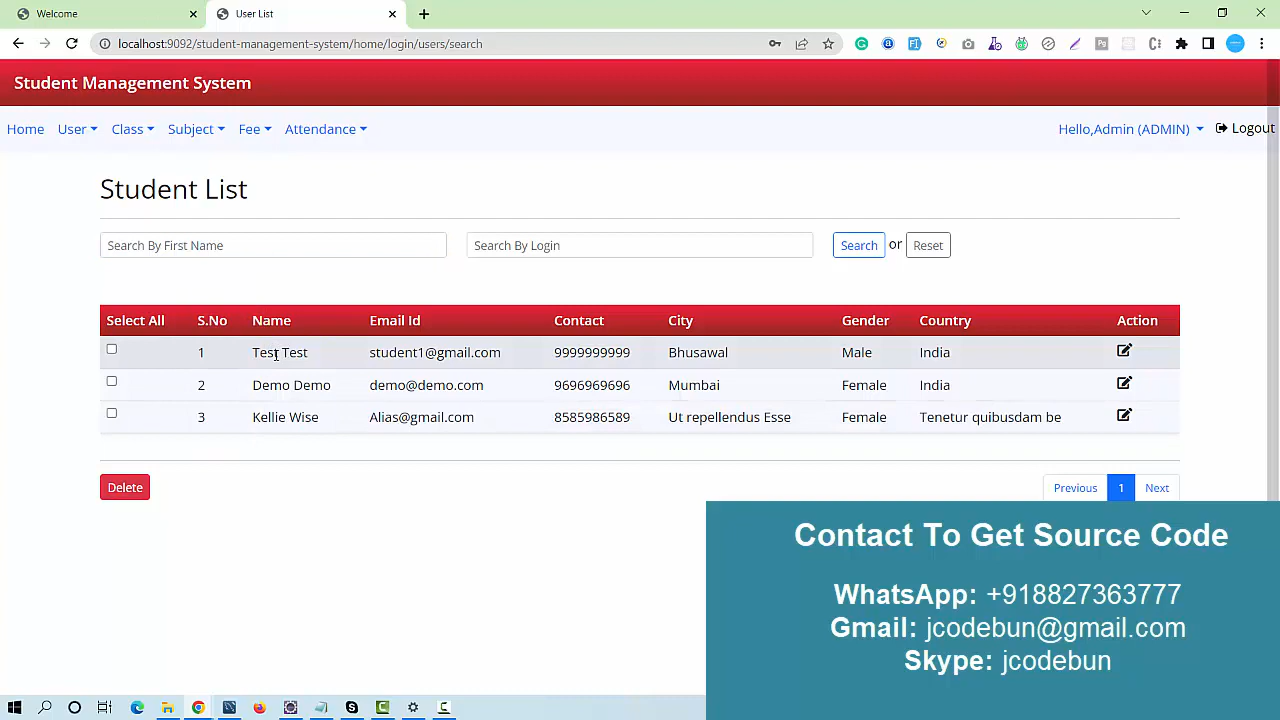 Welcome
User List
localhost:9092/student-management-system/home/login/users/search
Student Management System
Home User Class Subject Fee Attendance Hello,Admin (ADMIN) Logout
Student List
Search By First Name Search By Login Search or Reset
Select All S.No Name Email Id Contact City Gender Country Action
1 Test Test student1@gmail.com 9999999999 Bhusawal Male India
2 Demo Demo demo@demo.com 9696969696 Mumbai Female India
3 Kellie Wise Alias@gmail.com 8585986589 Ut repellendus Esse Female Tenetur quibusdam be
Delete Previous 1 Next
Contact To Get Source Code
WhatsApp: +918827363777
Gmail: jcodebun@gmail.com
Skype: jcodebun